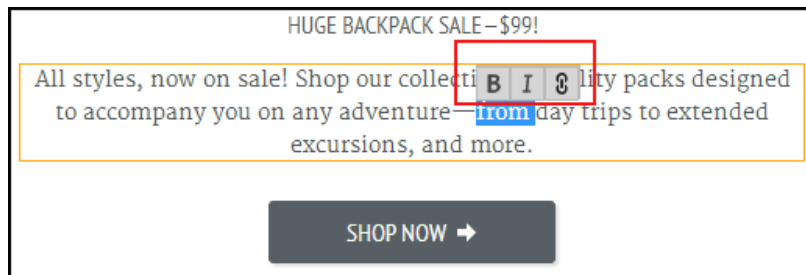 HUGE BACKPACK SALE—$99!
All styles, now on sale! Shop our collecti B I lity packs designed
to accompany you on any adventure—from day trips to extended
excursions, and more.
SHOP NOW